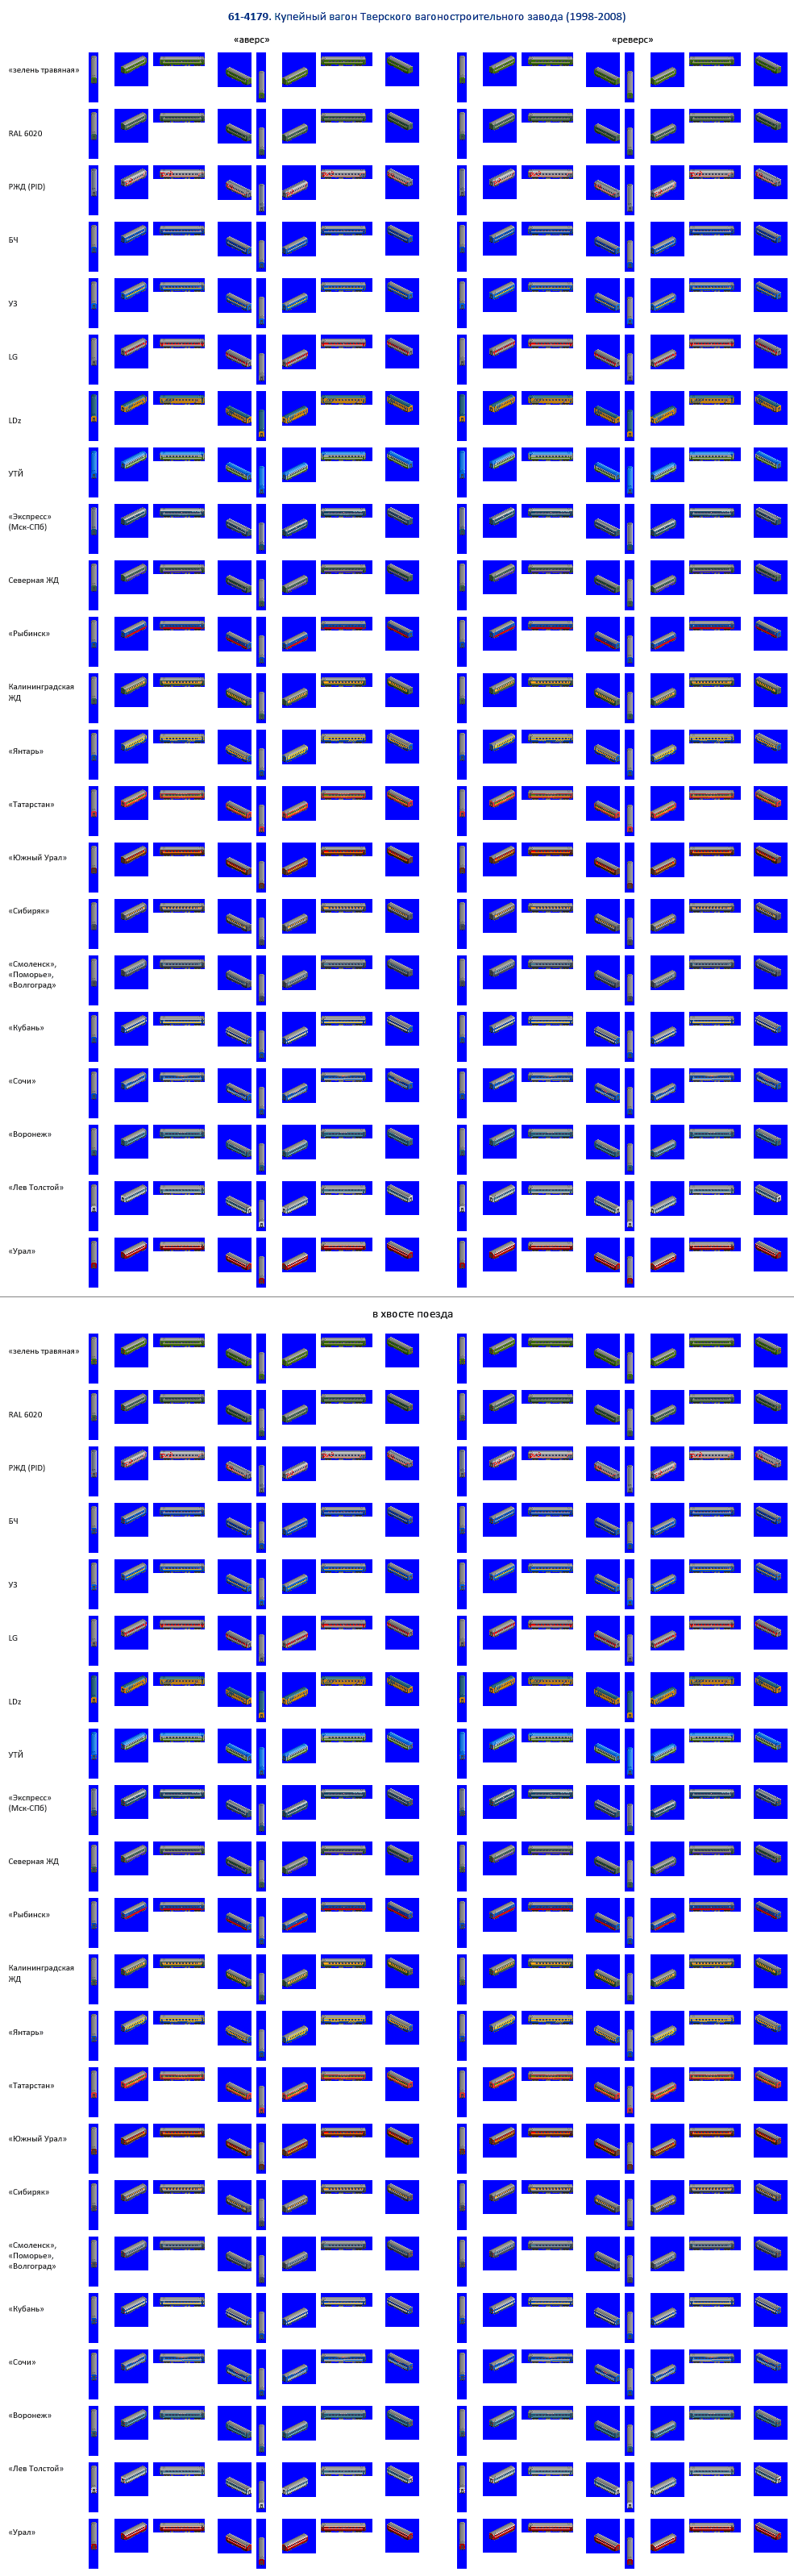 61-4179. Купейный вагон Тверского вагоностроительного завода (1998-2008)
«аверс» «реверс»
«зелень травяная»
RAL 6020
РЖД (PID)
БЧ
УЗ
LG
LDz
УТЙ
«Экспресс»
(Мск-СПб)
Северная ЖД
«Рыбинск»
Калининградская
ЖД
«Янтарь»
«Татарстан»
«Южный Урал»
«Сибиряк»
«Смоленск»,
«Поморье»,
«Волгоград»
«Кубань»
«Сочи»
«Воронеж»
«Лев Толстой»
«Урал»
в хвосте поезда
«зелень травяная»
RAL 6020
РЖД (PID)
БЧ
УЗ
LG
LDz
УТЙ
«Экспресс»
(Мск-СПб)
Северная ЖД
«Рыбинск»
Калининградская
ЖД
«Янтарь»
«Татарстан»
«Южный Урал»
«Сибиряк»
«Смоленск»,
«Поморье»,
«Волгоград»
«Кубань»
«Сочи»
«Воронеж»
«Лев Толстой»
«Урал»